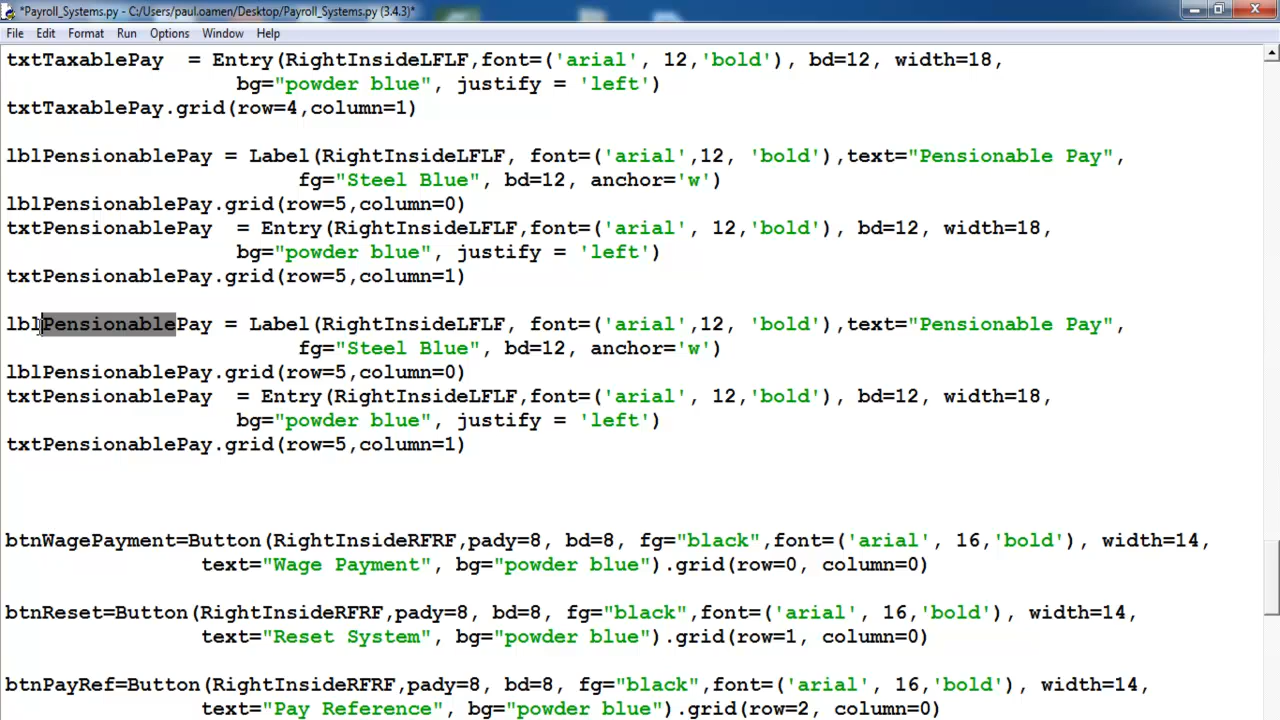 *Payroll_Systems.py - C:/Users/paul.oamen/Desktop/Payroll_Systems.py (3.4.3)*
File Edit Format Run Options Window Help
txtTaxablePay  = Entry(RightInsideLFLF,font=('arial', 12,'bold'), bd=12, width=18,
                   bg="powder blue", justify = 'left')
txtTaxablePay.grid(row=4,column=1)
lblPensionablePay = Label(RightInsideLFLF, font=('arial',12, 'bold'),text="Pensionable Pay",
                        fg="Steel Blue", bd=12, anchor='w')
lblPensionablePay.grid(row=5,column=0)
txtPensionablePay  = Entry(RightInsideLFLF,font=('arial', 12,'bold'), bd=12, width=18,
                   bg="powder blue", justify = 'left')
txtPensionablePay.grid(row=5,column=1)
lblPensionablePay = Label(RightInsideLFLF, font=('arial',12, 'bold'),text="Pensionable Pay",
                        fg="Steel Blue", bd=12, anchor='w')
lblPensionablePay.grid(row=5,column=0)
txtPensionablePay  = Entry(RightInsideLFLF,font=('arial', 12,'bold'), bd=12, width=18,
                   bg="powder blue", justify = 'left')
txtPensionablePay.grid(row=5,column=1)
btnWagePayment=Button(RightInsideRFRF,pady=8, bd=8, fg="black",font=('arial', 16,'bold'), width=14,
                text="Wage Payment", bg="powder blue").grid(row=0, column=0)
btnReset=Button(RightInsideRFRF,pady=8, bd=8, fg="black",font=('arial', 16,'bold'), width=14,
                text="Reset System", bg="powder blue").grid(row=1, column=0)
btnPayRef=Button(RightInsideRFRF,pady=8, bd=8, fg="black",font=('arial', 16,'bold'), width=14,
                text="Pay Reference", bg="powder blue").grid(row=2, column=0)